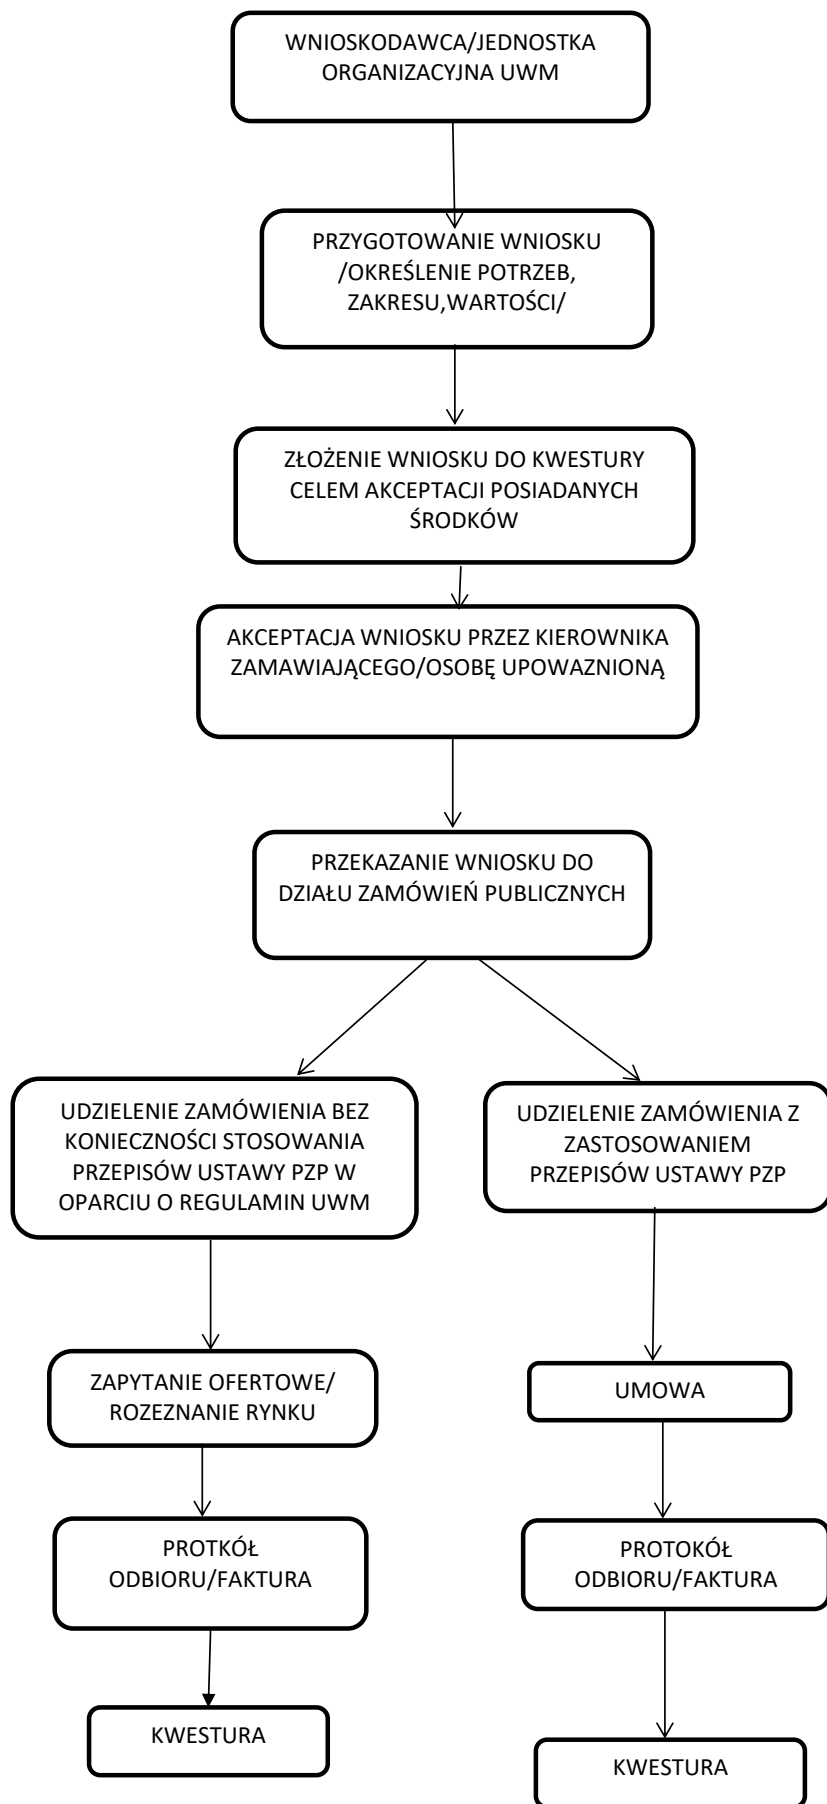 WNIOSKODAWCA/JEDNOSTKA
ORGANIZACYJNA UWM
PRZYGOTOWANIE WNIOSKU
/OKREŚLENIE POTRZEB,
ZAKRESU,WARTOŚCI/
ZŁOŻENIE WNIOSKU DO KWESTURY
CELEM AKCEPTACJI POSIADANYCH
ŚRODKÓW
AKCEPTACJA WNIOSKU PRZEZ KIEROWNIKA
ZAMAWIAJĄCEGO/OSOBĘ UPOWAZNIONĄ
PRZEKAZANIE WNIOSKU DO
DZIAŁU ZAMÓWIEŃ PUBLICZNYCH
UDZIELENIE ZAMÓWIENIA BEZ
KONIECZNOŚCI STOSOWANIA
PRZEPISÓW USTAWY PZP W
OPARCIU O REGULAMIN UWM
UDZIELENIE ZAMÓWIENIA Z
ZASTOSOWANIEM
PRZEPISÓW USTAWY PZP
ZAPYTANIE OFERTOWE/
ROZEZNANIE RYNKU
UMOWA
PROTKÓŁ
ODBIORU/FAKTURA
PROTOKÓŁ
ODBIORU/FAKTURA
KWESTURA
KWESTURA